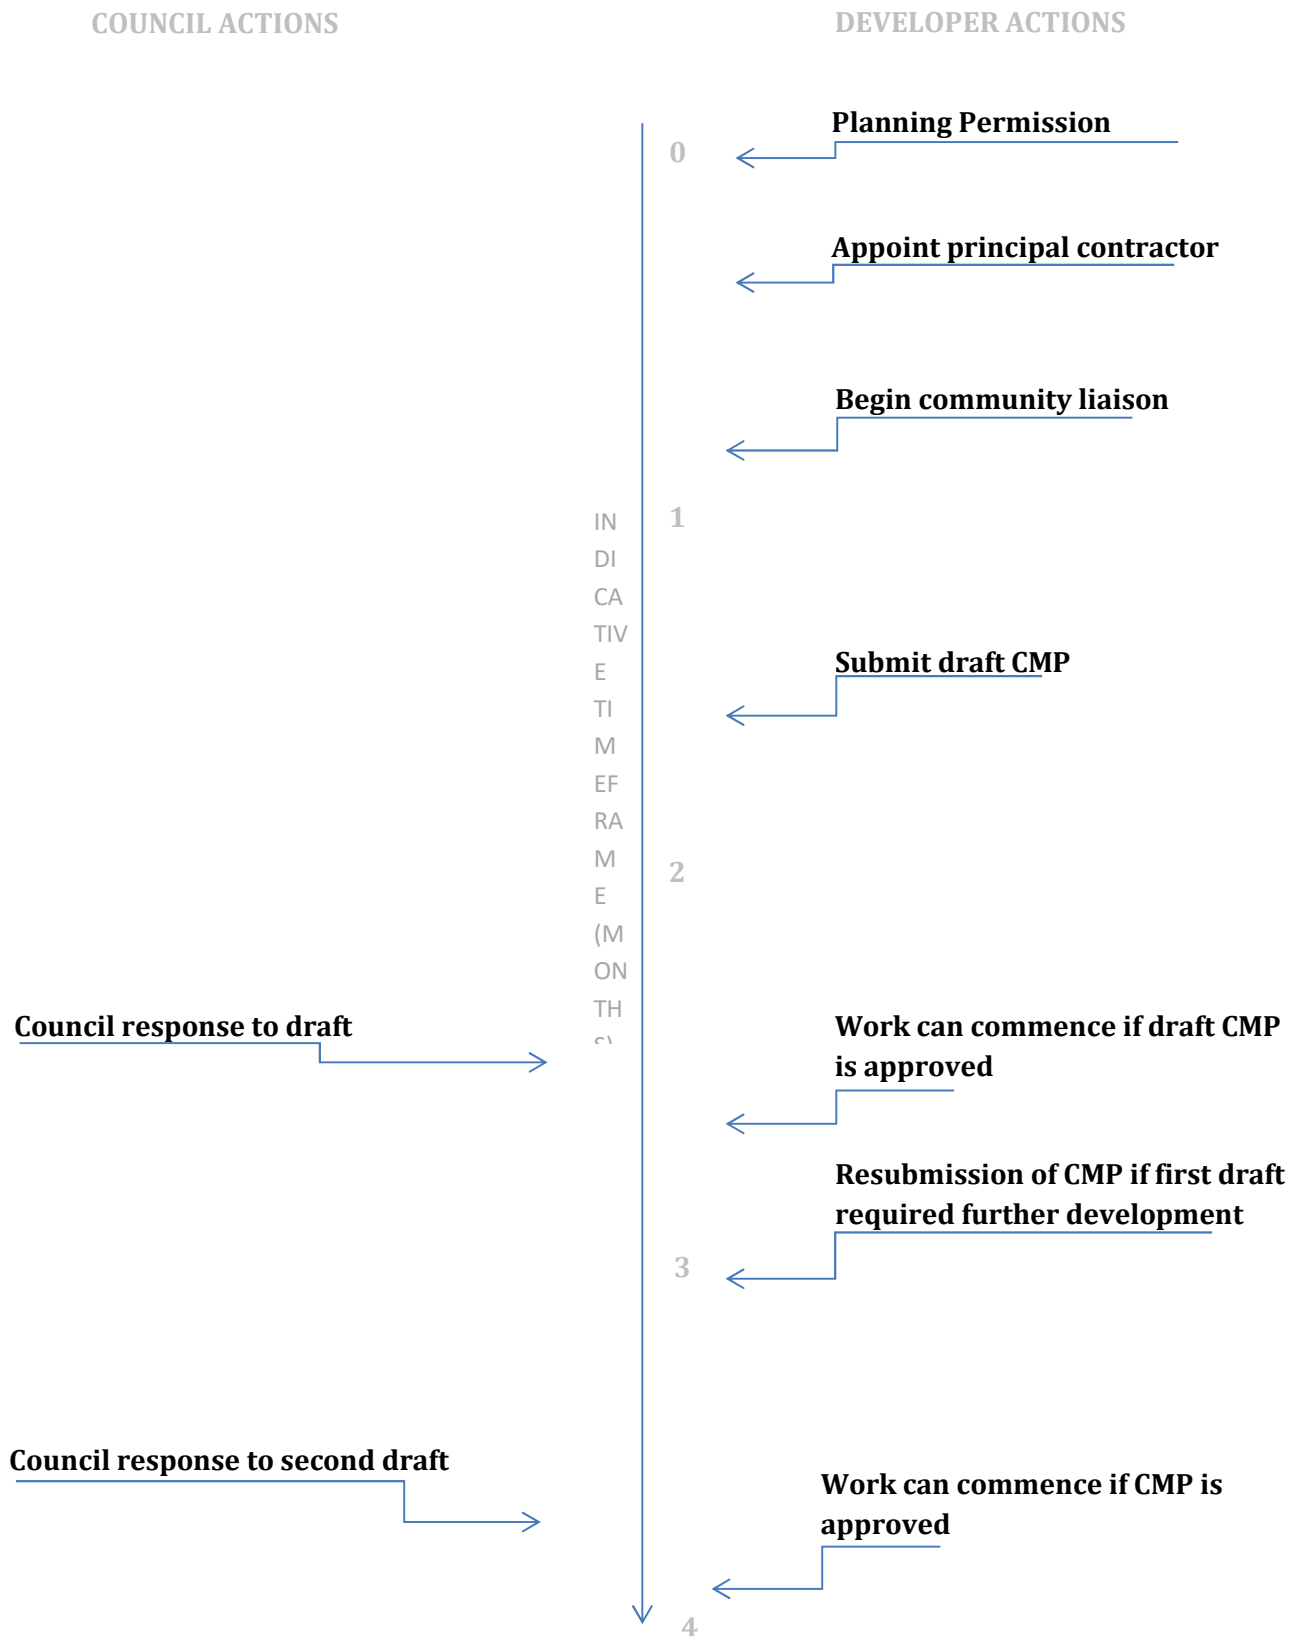 COUNCIL ACTIONS
DEVELOPER ACTIONS
Planning Permission
0
Appoint principal contractor
Begin community liaison
1
IN
DI
CA
TIV
E
TI
M
EF
RA
M
E
(M
ON
TH
S)
Submit draft CMP
2
Council response to draft
Work can commence if draft CMP
is approved
Resubmission of CMP if first draft
required further development
3
Council response to second draft
Work can commence if CMP is
approved
4